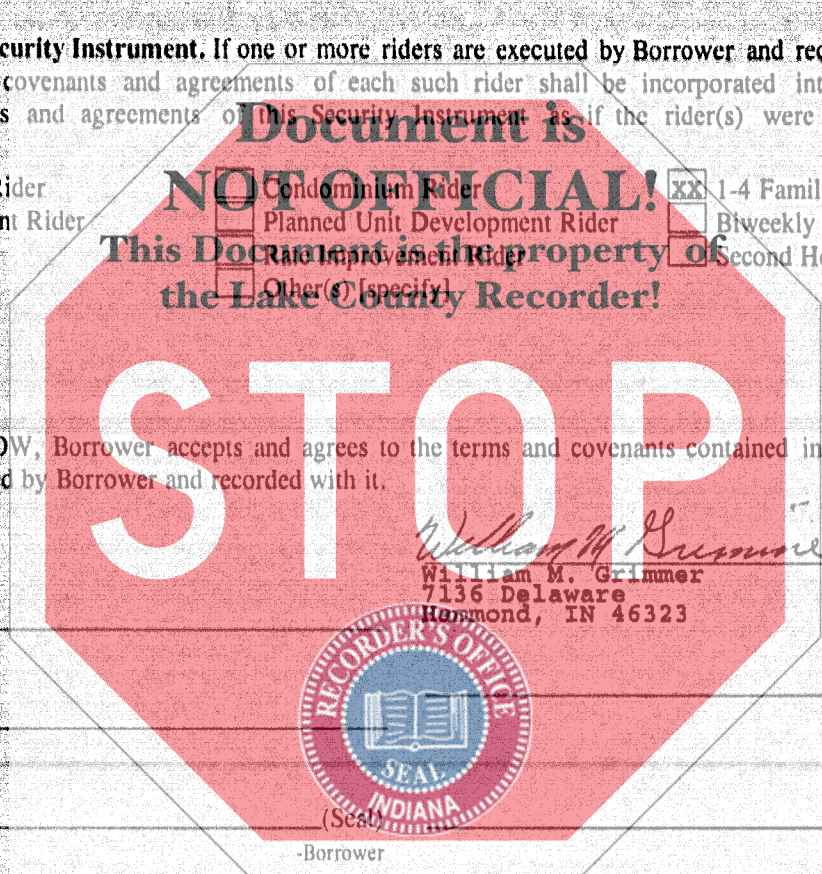 curity Instrument. If one or more riders are executed by Borrower and rec
covenants and agreements of each such rider shall be incorporated int
s and agreements of this Security Instrument as if the rider(s) were
Document is
NOT OFFICIAL!
This Document is the property of
the Lake County Recorder!
ider
Condominium Rider
XX 1-4 Famil
nt Rider
Planned Unit Development Rider
Biweekly
Rate Improvement Rider
Second Ho
Other(s) [specify]
STOP
OW, Borrower accepts and agrees to the terms and covenants contained in
d by Borrower and recorded with it.
William M Grimmer
William M. Grimmer
7136 Delaware
Hammond, IN 46323
RECORDER'S OFFICE
SEAL
INDIANA
(Seal)
-Borrower